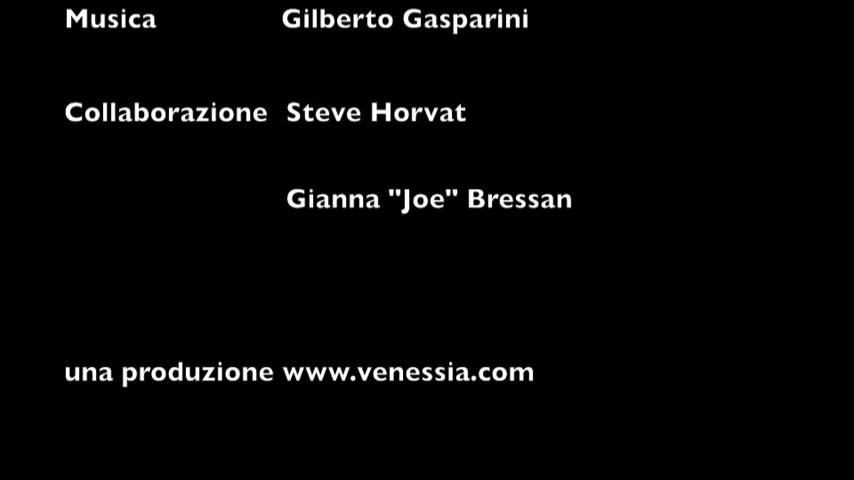 Musica Gilberto Gasparini
Collaborazione Steve Horvat
Gianna "Joe" Bressan
una produzione www.venessia.com